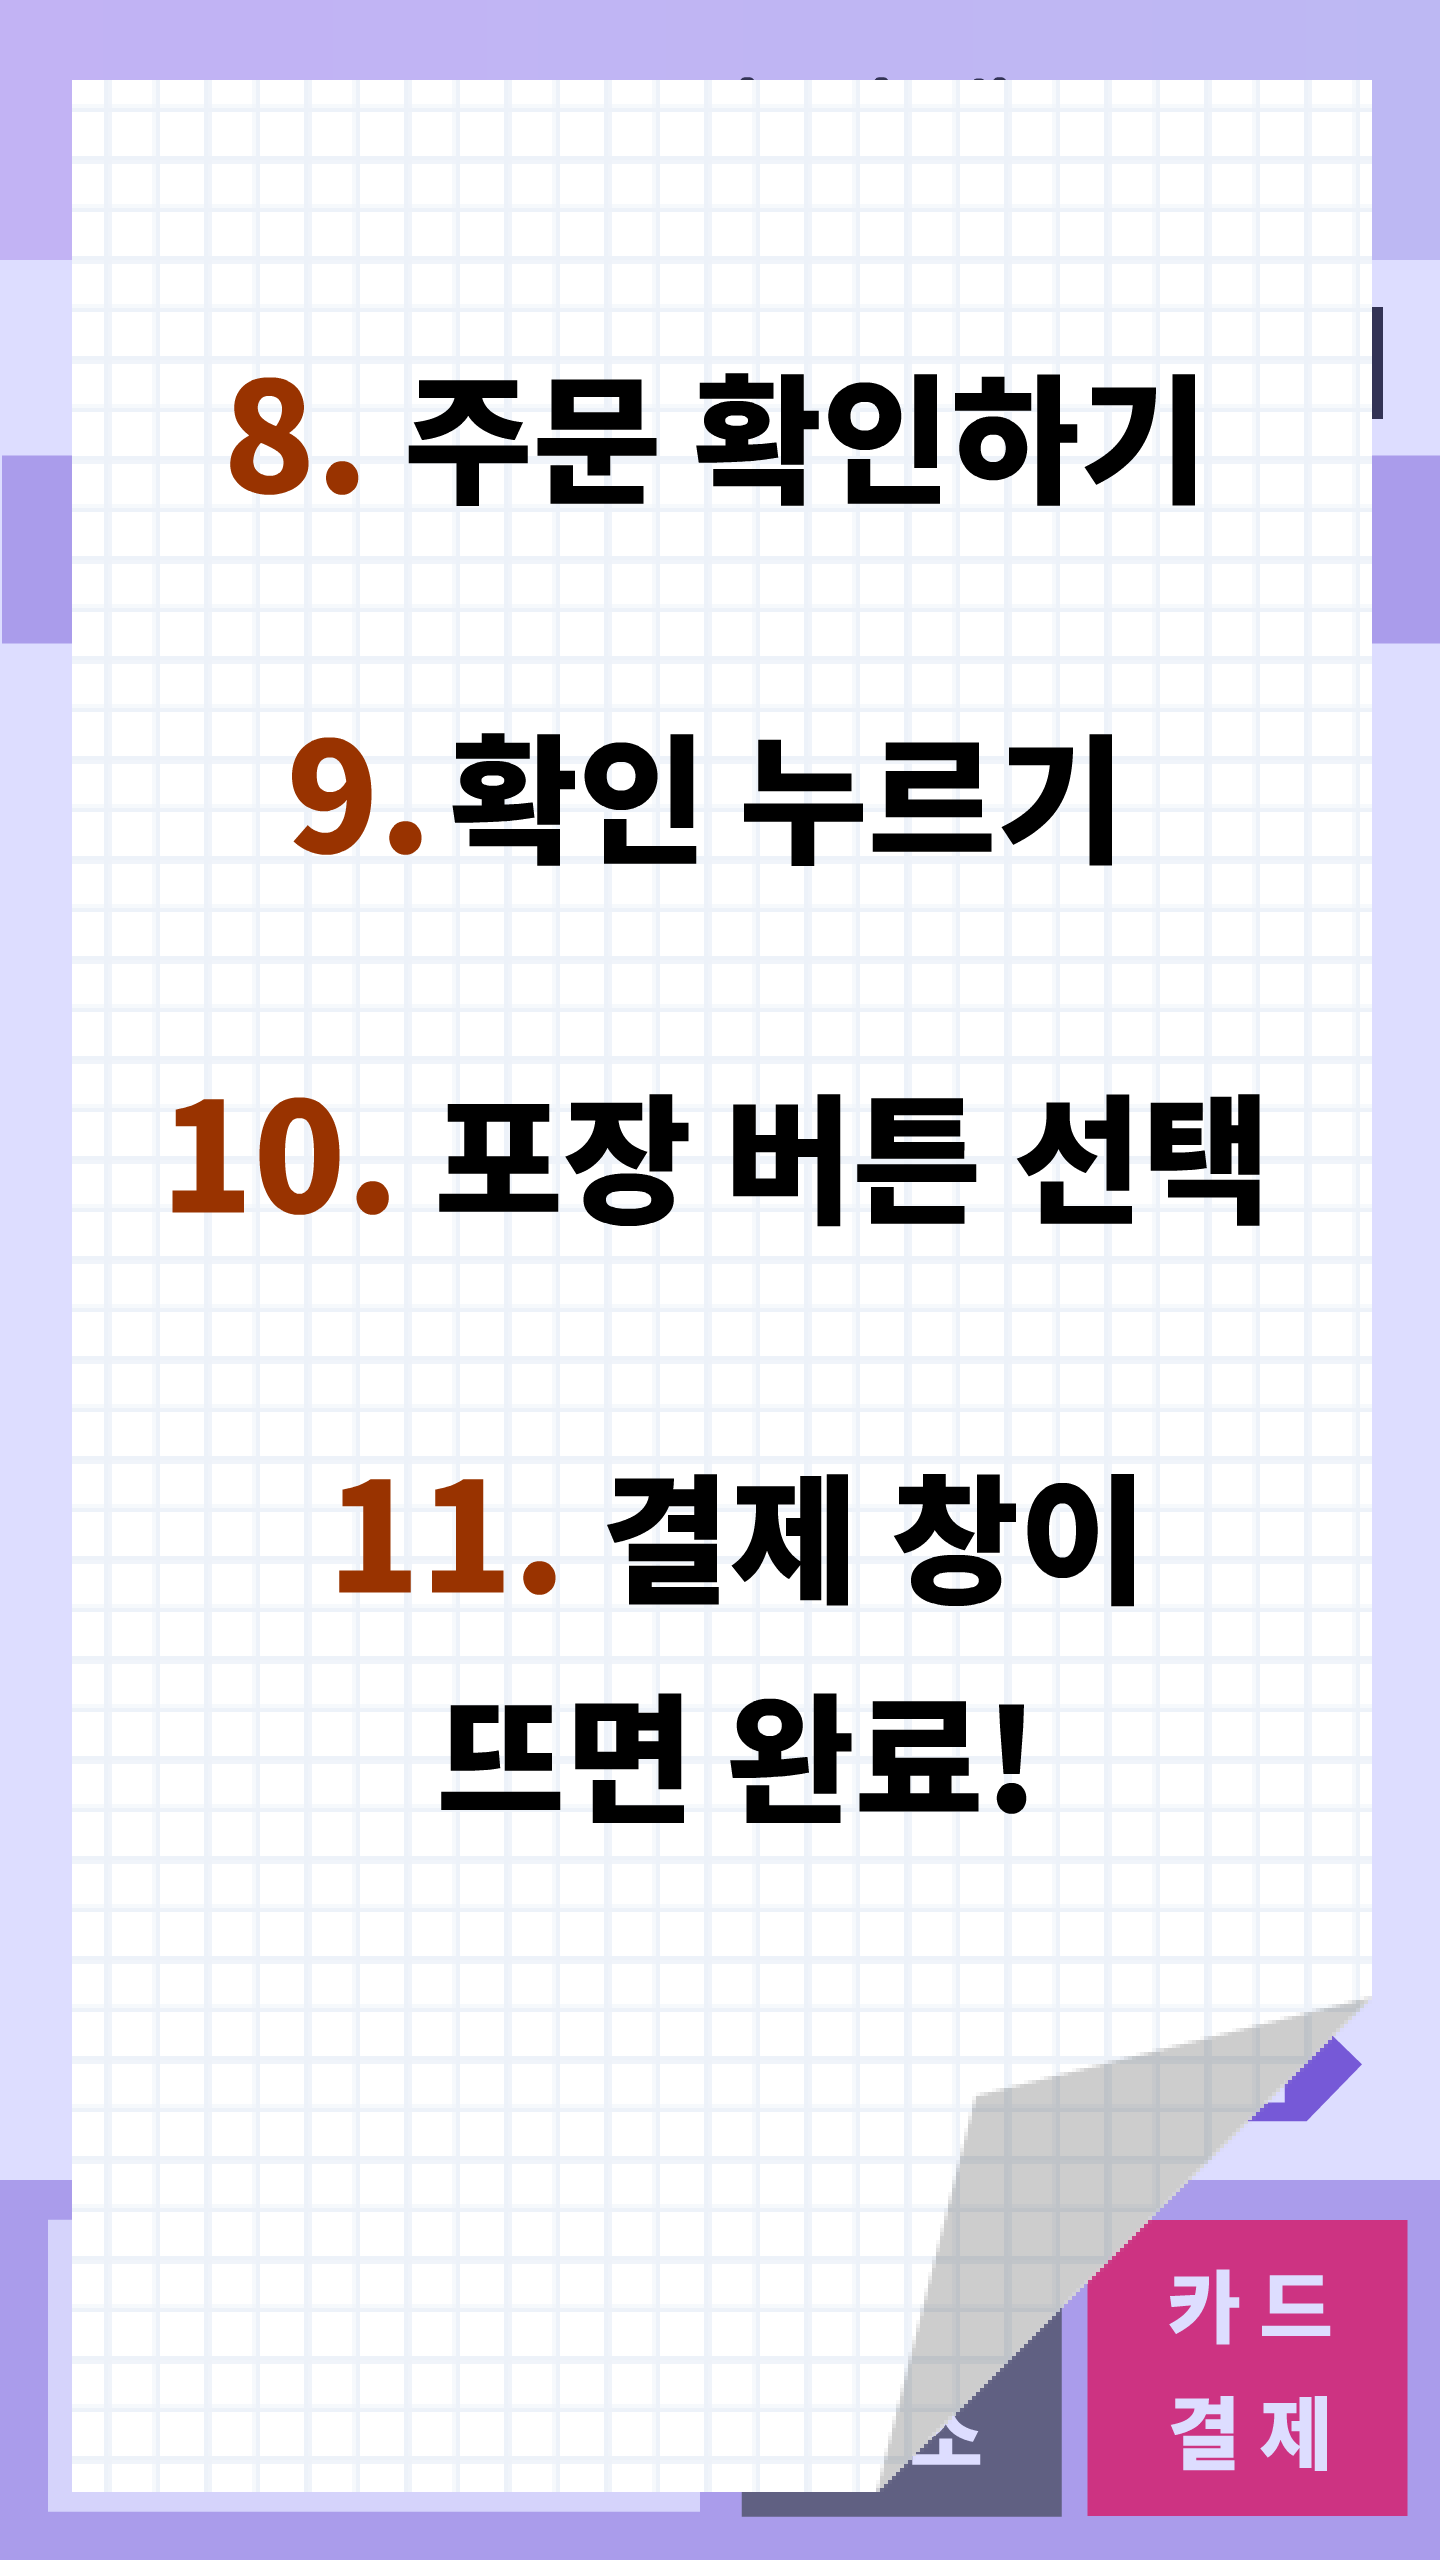 8. 주문 확인하기
9.확인 누르기
10. 포장 버튼 선택
11. 결제 창이
뜨면 완료!
소
카드
결제